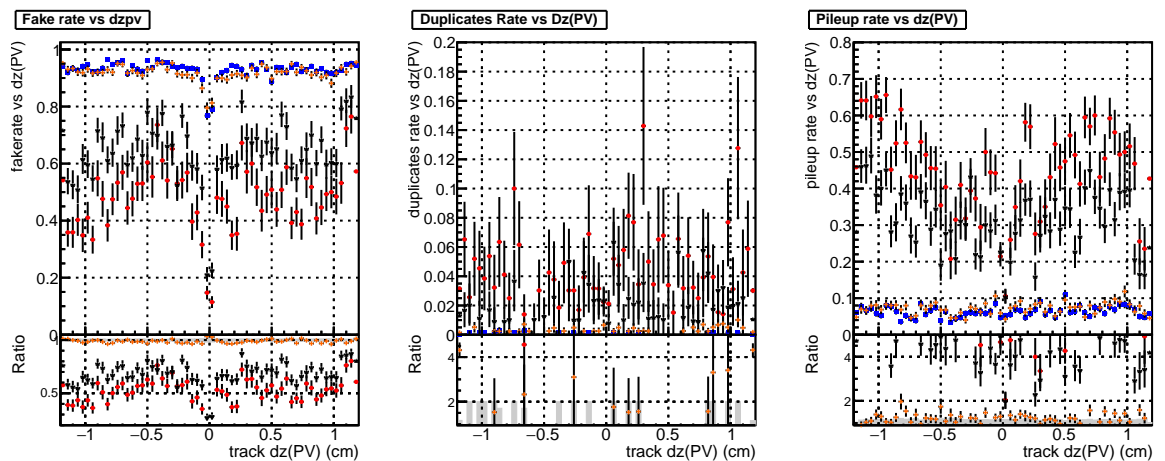 Fake rate vs dzpv
fakerate vs dz(PV)
1
0.8
0.6
0.4
0.2
0
Ratio
0.5
−1 −0.5 0 0.5 1
track dz(PV) (cm)
Duplicates Rate vs Dz(PV)
duplicates rate vs dz(PV)
0.2
0.18
0.16
0.14
0.12
0.1
0.08
0.06
0.04
0.02
0
Ratio
4
2
−1 −0.5 0 0.5 1
track dz(PV) (cm)
Pileup rate vs dz(PV)
pileup rate vs dz(PV)
0.8
0.7
0.6
0.5
0.4
0.3
0.2
0.1
0
Ratio
4
2
−1 −0.5 0 0.5 1
track dz(PV) (cm)